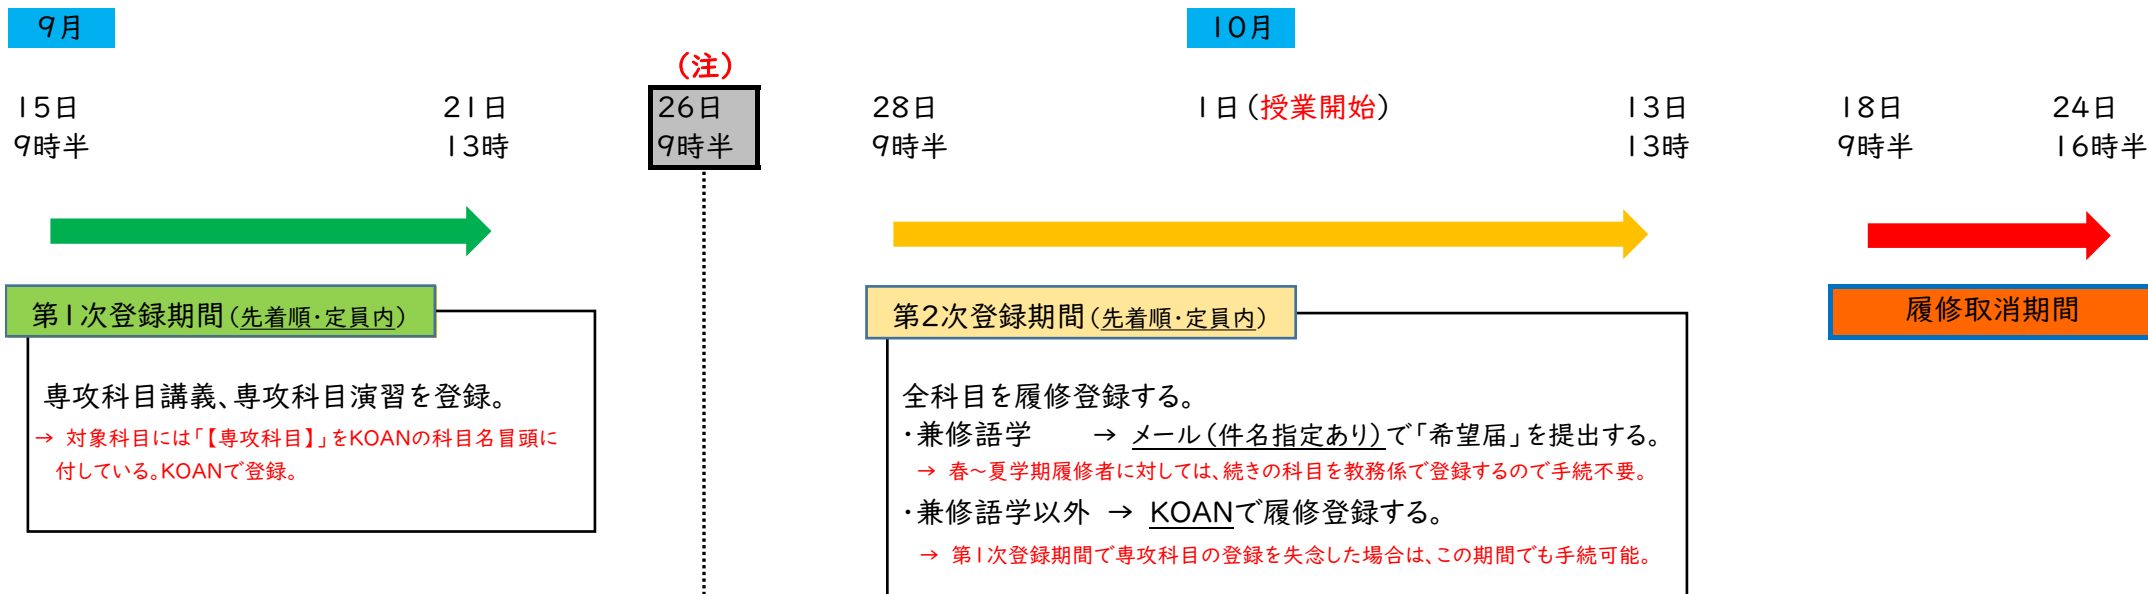 9月
10月
(注)
15日
9時半
21日
13時
26日
9時半
28日
9時半
1日(授業開始)
13日
13時
18日
9時半
24日
16時半
第1次登録期間(先着順・定員内)
専攻科目講義、専攻科目演習を登録。
→ 対象科目には「【専攻科目】」をKOANの科目名冒頭に
付している。KOANで登録。
第2次登録期間(先着順・定員内)
全科目を履修登録する。
・兼修語学 → メール(件名指定あり)で「希望届」を提出する。
→ 春~夏学期履修者に対しては、続きの科目を教務係で登録するので手続不要。
・兼修語学以外 → KOANで履修登録する。
→ 第1次登録期間で専攻科目の登録を失念した場合は、この期間でも手続可能。
履修取消期間